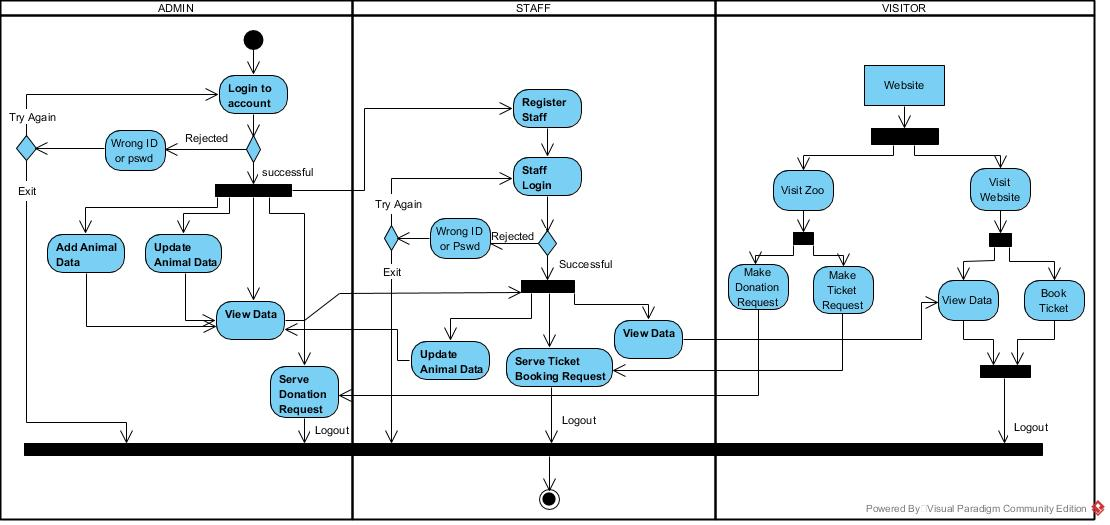 ADMIN
STAFF
VISITOR
Login to
account
Try Again
Wrong ID
or pswd
Rejected
successful
Exit
Add Animal
Data
Update
Animal Data
View Data
Serve
Donation
Request
Logout
Register
Staff
Staff
Login
Try Again
Wrong ID
or Pswd
Rejected
Exit
Successful
Update
Animal Data
Serve Ticket
Booking Request
View Data
Logout
Website
Visit Zoo
Visit
Website
Make
Donation
Request
Make
Ticket
Request
View Data
Book
Ticket
Logout
Powered By Visual Paradigm Community Edition